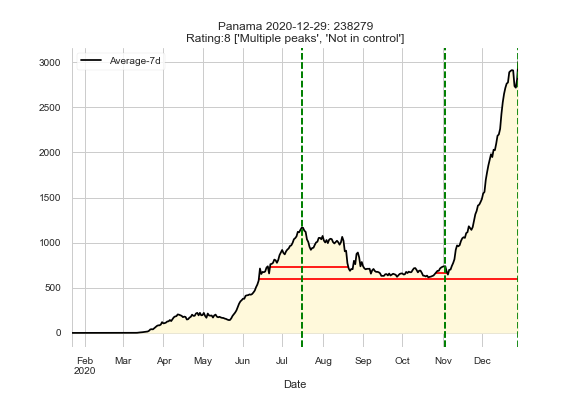 Panama 2020-12-29: 238279
Rating:8 ['Multiple peaks', 'Not in control']
Average-7d
3000
2500
2000
1500
1000
500
0
Feb Mar Apr May Jun Jul Aug Sep Oct Nov Dec
2020
Date